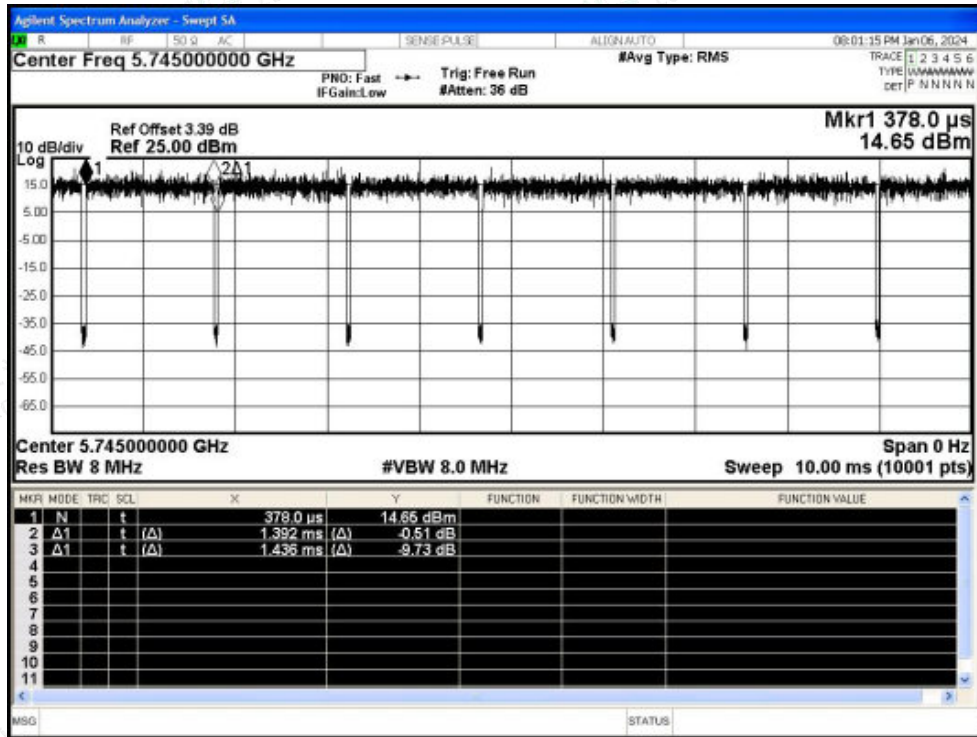 Agilent Spectrum Analyzer - Swept SA
R RF 50 Ω AC SENSE:PULSE ALIGN AUTO 08:01:15 PM Jan 06, 2024
Center Freq 5.745000000 GHz #Avg Type: RMS TRACE 1 2 3 4 5 6
PNO: Fast Trig: Free Run TYPE
IFGain:Low #Atten: 36 dB DET P N N N N N
Mkr1 378.0 µs
Ref Offset 3.39 dB
10 dB/div Ref 25.00 dBm 14.65 dBm
Log
1 2Δ1
15.0
5.00
-5.00
-15.0
-25.0
-35.0
-45.0
-55.0
-65.0
Center 5.745000000 GHz Span 0 Hz
Res BW 8 MHz #VBW 8.0 MHz Sweep 10.00 ms (10001 pts)
MKR MODE TRC SCL X Y FUNCTION FUNCTION WIDTH FUNCTION VALUE
1 N t 378.0 µs 14.65 dBm
2 Δ1 t (Δ) 1.392 ms (Δ) -0.51 dB
3 Δ1 t (Δ) 1.436 ms (Δ) -9.73 dB
4
5
6
7
8
9
10
11
MSG STATUS